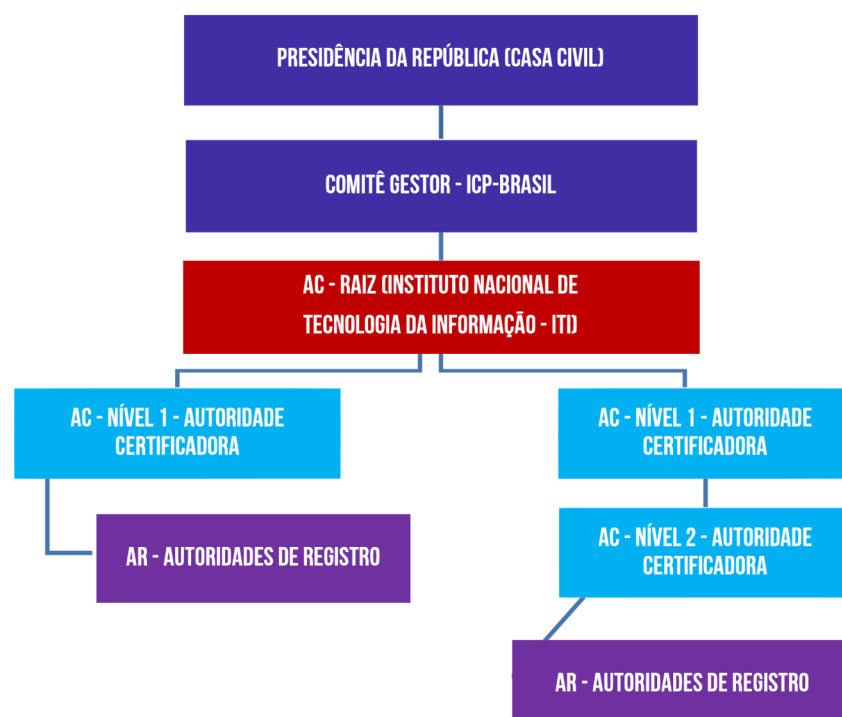 PRESIDÊNCIA DA REPÚBLICA (CASA CIVIL)
COMITÊ GESTOR - ICP-BRASIL
AC - RAIZ (INSTITUTO NACIONAL DE
TECNOLOGIA DA INFORMAÇÃO - ITI)
AC - NÍVEL 1 - AUTORIDADE
CERTIFICADORA
AC - NÍVEL 1 - AUTORIDADE
CERTIFICADORA
AR - AUTORIDADES DE REGISTRO
AC - NÍVEL 2 - AUTORIDADE
CERTIFICADORA
AR - AUTORIDADES DE REGISTRO